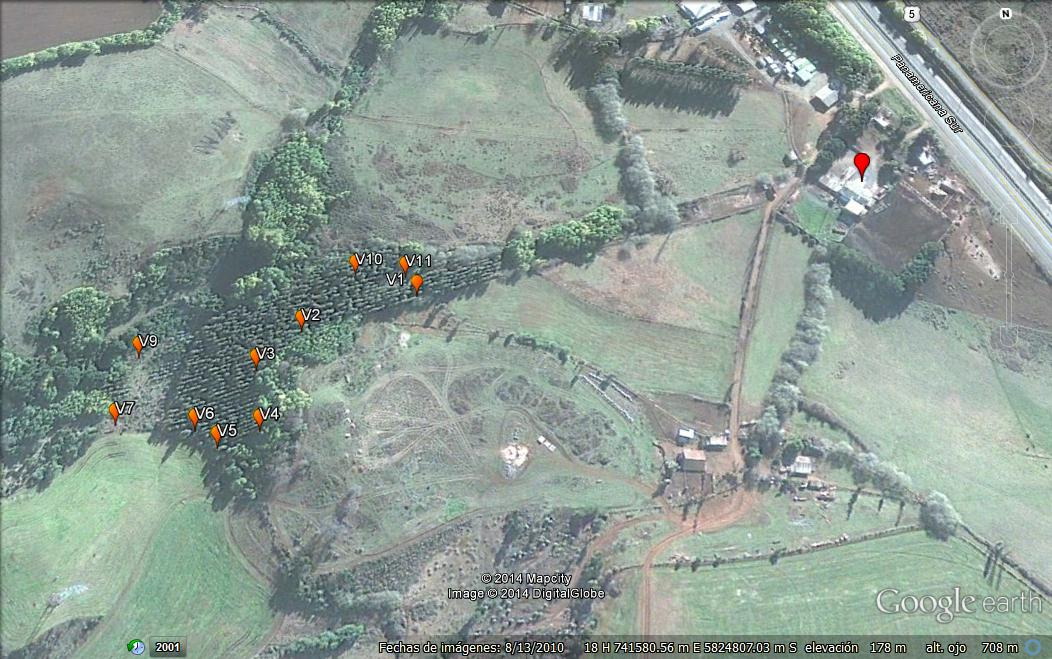 5
N
Panamericana Sur
V10
V11
V1
V2
V3
V9
V7
V6
V4
V5
© 2014 Mapcity
Image © 2014 DigitalGlobe
Google earth
2001
Fechas de imágenes: 8/13/2010 18 H 741580.56 m E 5824807.03 m S elevación 178 m alt. ojo 708 m